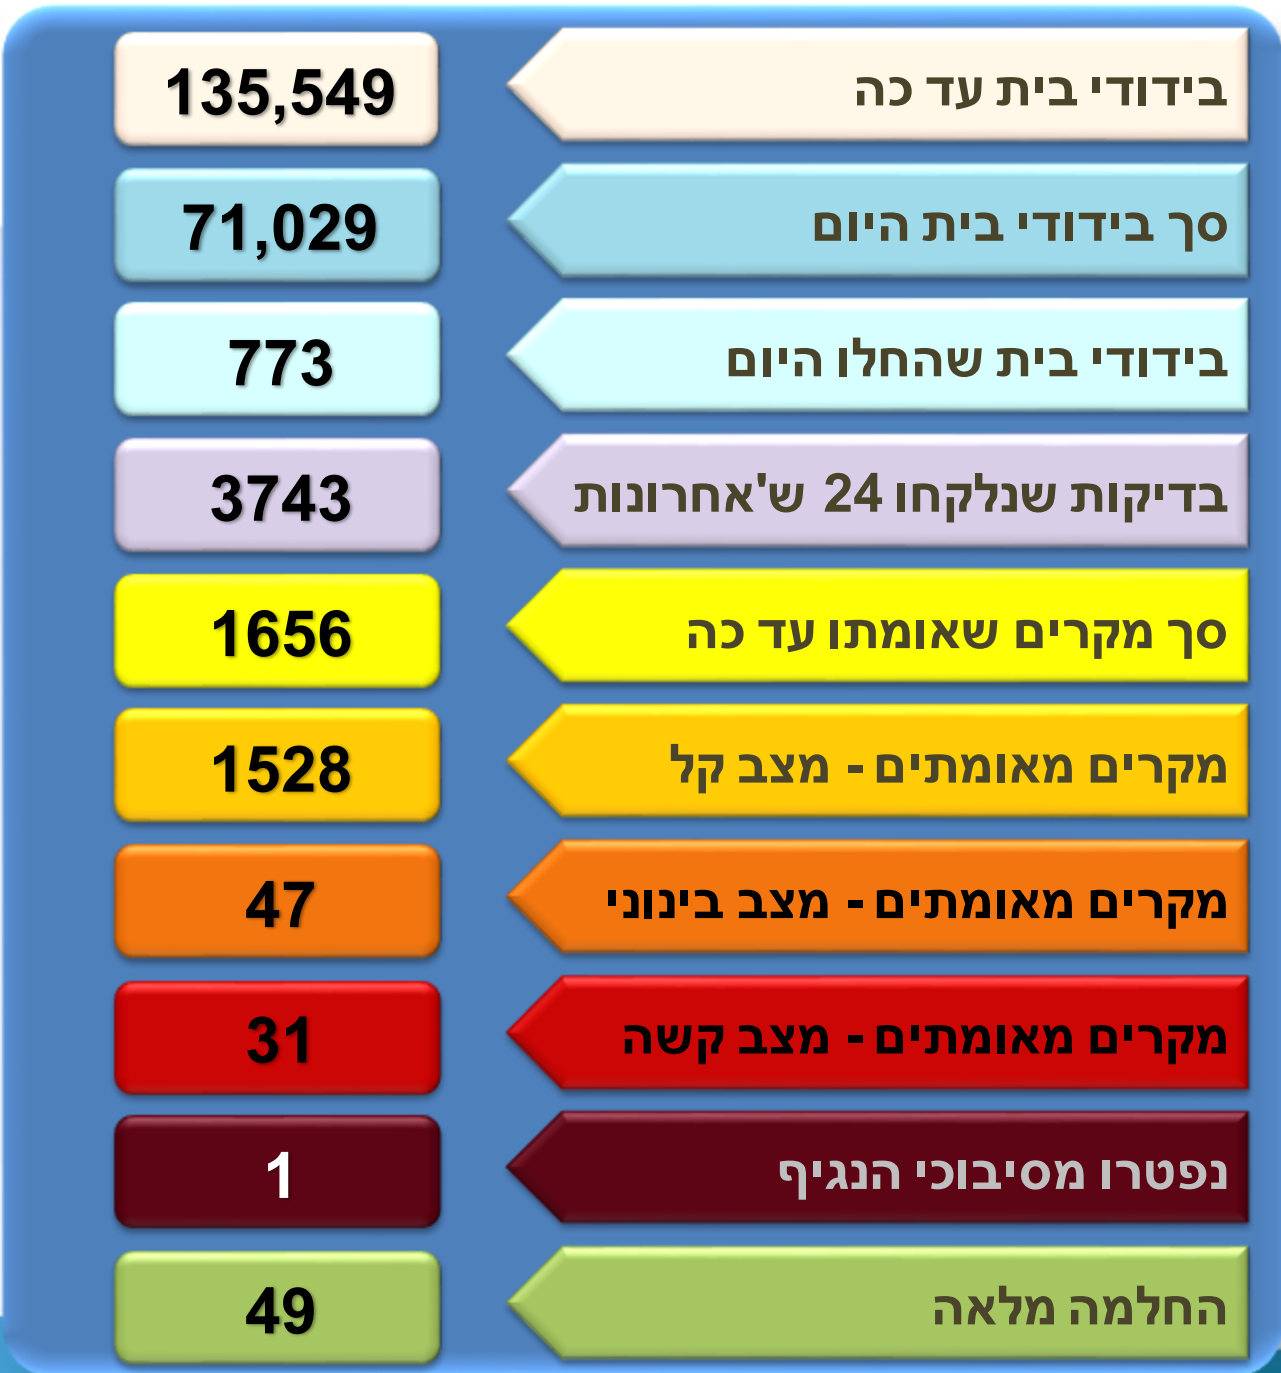 בידודי בית עד כה
135,549
סך בידודי בית היום
71,029
בידודי בית שהחלו היום
773
בדיקות שנלקחו 24 ש'אחרונות
3743
סך מקרים שאומתו עד כה
1656
מקרים מאומתים - מצב קל
1528
מקרים מאומתים - מצב בינוני
47
מקרים מאומתים - מצב קשה
31
נפטרו מסיבוכי הנגיף
1
החלמה מלאה
49